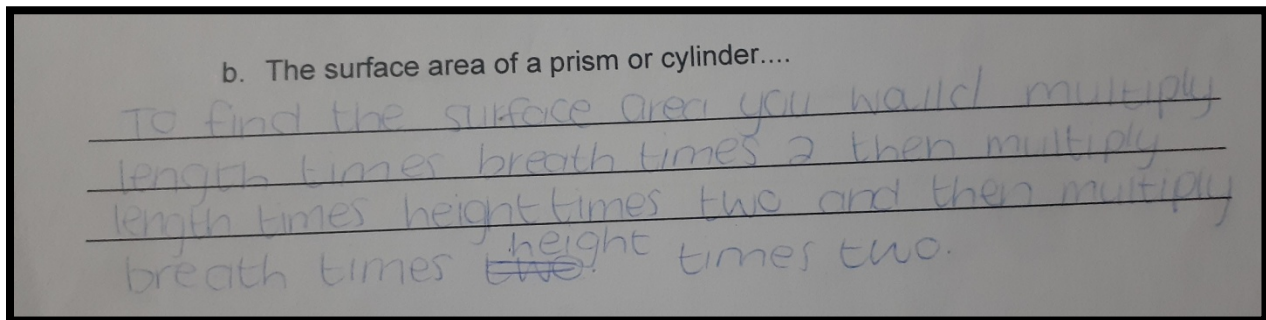 b. The surface area of a prism or cylinder....
To find the surface area you would multiply
length times breath times 2 then multiply
length times height times two and then multiply
breath times height times two.